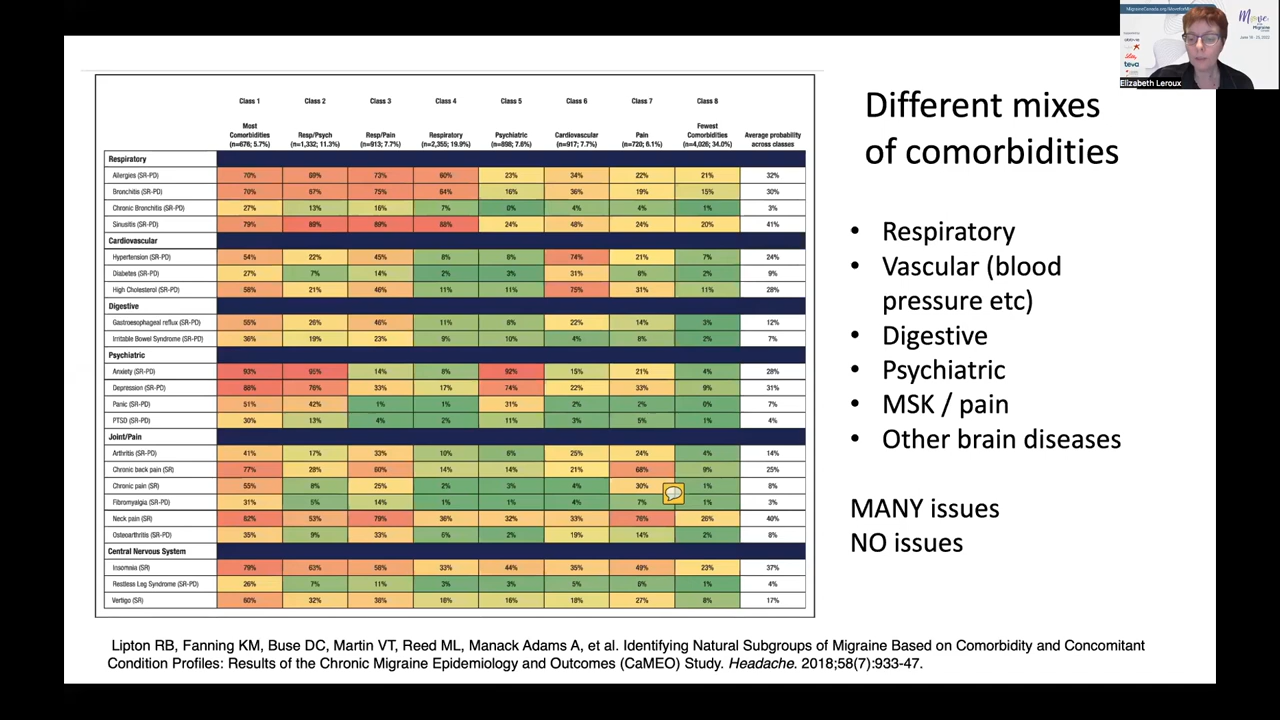 MigraineCanada.org/MoveforMigraine
Move
June 18 - 25, 2022
teva
Elizabeth Leroux
Different mixes
of comorbidities
• Respiratory
• Vascular (blood
pressure etc)
• Digestive
• Psychiatric
• MSK / pain
• Other brain diseases
MANY issues
NO issues
Class 1 Class 2 Class 3 Class 4 Class 5 Class 6 Class 7 Class 8
Most Fewest
Comorbidities Resp/Psych Resp/Pain Respiratory Psychiatric Cardiovascular Pain Comorbidities Average probability
(n=676; 5.7%) (n=1,332; 11.3%) (n=913; 7.7%) (n=2,355; 19.9%) (n=898; 7.6%) (n=917; 7.7%) (n=720; 6.1%) (n=4,026; 34.0%) across classes
Respiratory
Allergies (SR-PD) 70% 69% 73% 60% 23% 34% 22% 21% 32%
Bronchitis (SR-PD) 70% 67% 75% 64% 16% 36% 19% 15% 30%
Chronic Bronchitis (SR-PD) 27% 13% 16% 7% 0% 4% 4% 1% 3%
Sinusitis (SR-PD) 79% 89% 89% 88% 24% 48% 24% 20% 41%
Cardiovascular
Hypertension (SR-PD) 54% 22% 45% 8% 8% 74% 21% 7% 24%
Diabetes (SR-PD) 27% 7% 14% 2% 3% 31% 8% 2% 9%
High Cholesterol (SR-PD) 58% 21% 46% 11% 11% 75% 31% 11% 28%
Digestive
Gastroesophageal reflux (SR-PD) 55% 26% 46% 11% 8% 22% 14% 3% 12%
Irritable Bowel Syndrome (SR-PD) 36% 19% 23% 9% 10% 4% 8% 2% 7%
Psychiatric
Anxiety (SR-PD) 93% 95% 14% 8% 92% 15% 21% 4% 28%
Depression (SR-PD) 88% 76% 33% 17% 74% 22% 33% 9% 31%
Panic (SR-PD) 51% 42% 1% 1% 31% 2% 2% 0% 7%
PTSD (SR-PD) 30% 13% 4% 2% 11% 3% 5% 1% 4%
Joint/Pain
Arthritis (SR-PD) 41% 17% 33% 10% 6% 25% 24% 4% 14%
Chronic back pain (SR) 77% 28% 60% 14% 14% 21% 68% 9% 25%
Chronic pain (SR) 55% 8% 25% 2% 3% 4% 30% 1% 8%
Fibromyalgia (SR-PD) 31% 5% 14% 1% 1% 4% 7% 1% 3%
Neck pain (SR) 82% 53% 79% 36% 32% 33% 76% 26% 40%
Osteoarthritis (SR-PD) 35% 9% 33% 6% 2% 19% 14% 2% 8%
Central Nervous System
Insomnia (SR) 79% 63% 58% 33% 44% 35% 49% 23% 37%
Restless Leg Syndrome (SR-PD) 26% 7% 11% 3% 3% 5% 6% 1% 4%
Vertigo (SR) 60% 32% 38% 16% 16% 18% 27% 8% 17%
Lipton RB, Fanning KM, Buse DC, Martin VT, Reed ML, Manack Adams A, et al. Identifying Natural Subgroups of Migraine Based on Comorbidity and Concomitant
Condition Profiles: Results of the Chronic Migraine Epidemiology and Outcomes (CaMEO) Study. Headache. 2018;58(7):933-47.